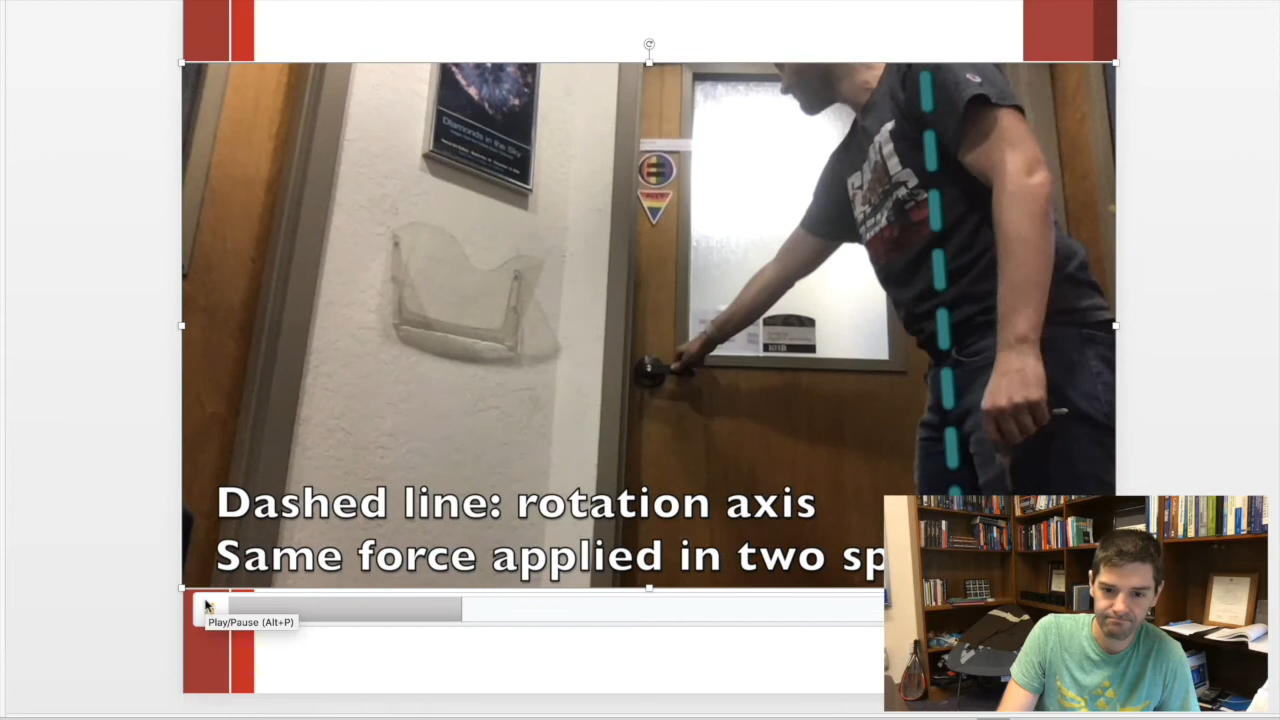 Diamonds in the Sky
Dashed line: rotation axis
Same force applied in two sp
Play/Pause (Alt+P)